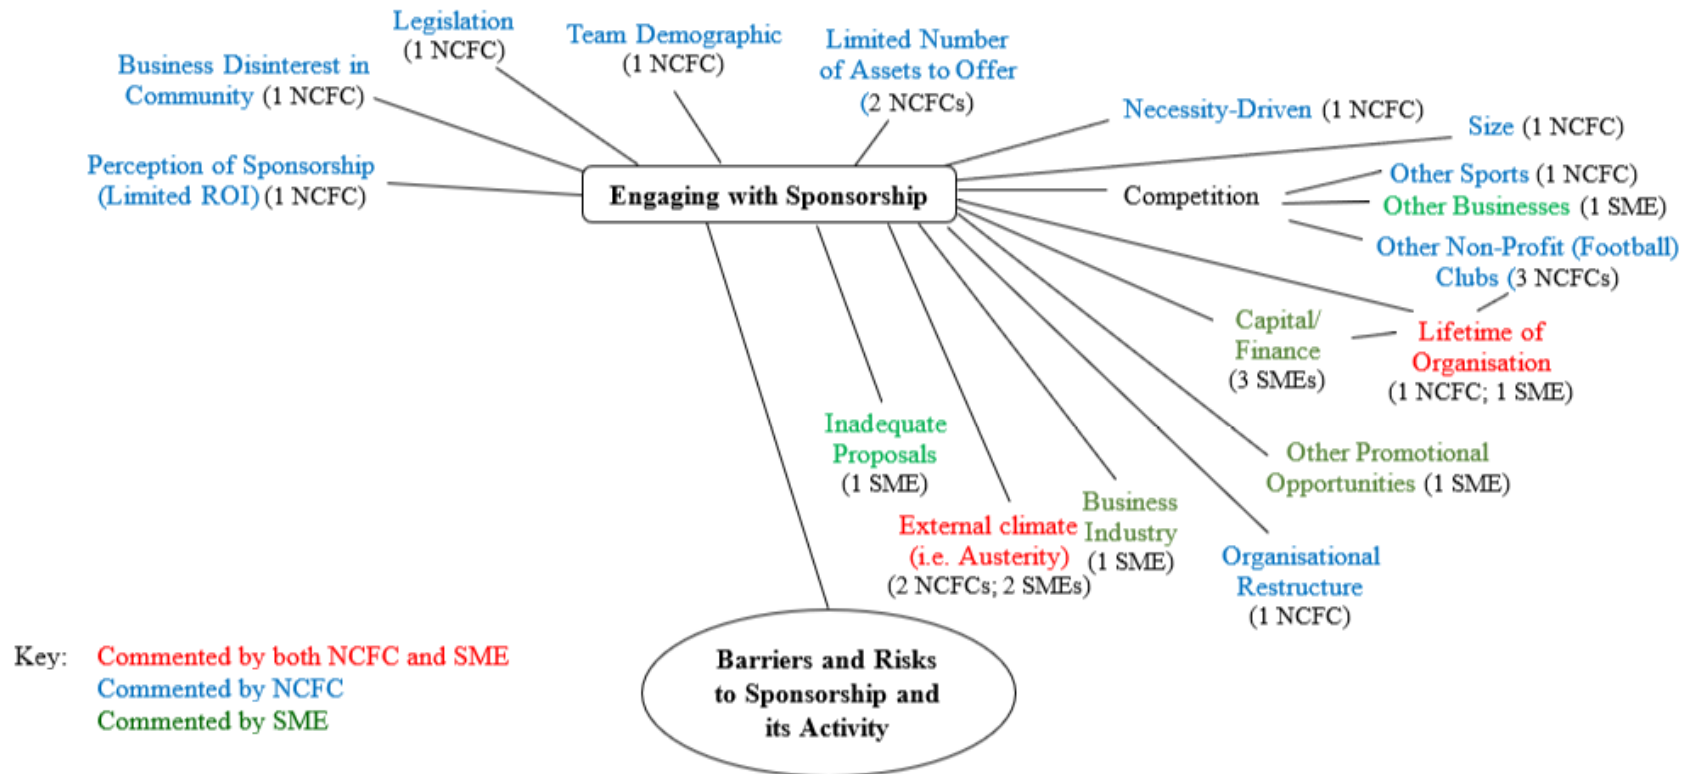 Legislation
(1 NCFC)
Team Demographic
(1 NCFC)
Limited Number
of Assets to Offer
(2 NCFCs)
Business Disinterest in
Community (1 NCFC)
Necessity-Driven (1 NCFC)
Size (1 NCFC)
Perception of Sponsorship
(Limited ROI) (1 NCFC)
Engaging with Sponsorship
Competition
Other Sports (1 NCFC)
Other Businesses (1 SME)
Other Non-Profit (Football)
Clubs (3 NCFCs)
Capital/
Finance
(3 SMEs)
Lifetime of
Organisation
(1 NCFC; 1 SME)
Inadequate
Proposals
(1 SME)
Other Promotional
Opportunities (1 SME)
External climate
(i.e. Austerity)
(2 NCFCs; 2 SMEs)
Business
Industry
(1 SME)
Organisational
Restructure
(1 NCFC)
Key: Commented by both NCFC and SME
Commented by NCFC
Commented by SME
Barriers and Risks
to Sponsorship and
its Activity